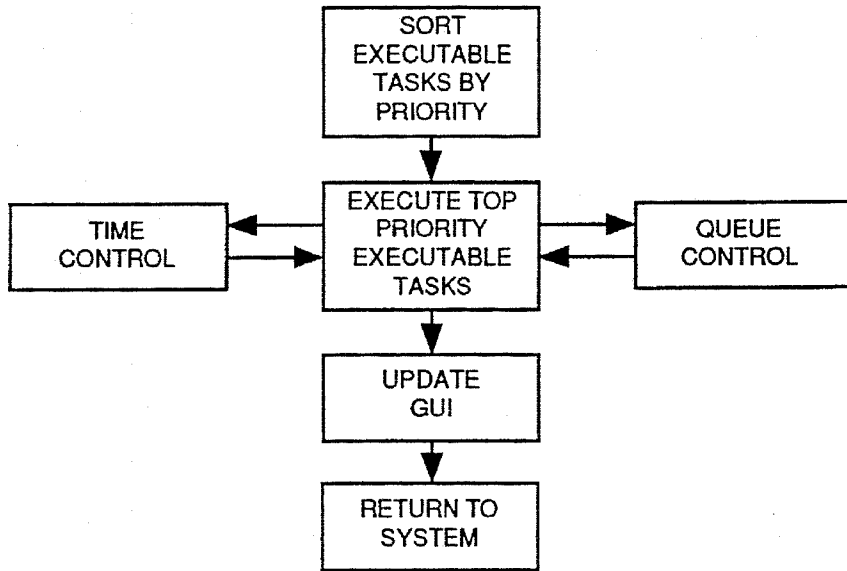 SORT
EXECUTABLE
TASKS BY
PRIORITY
EXECUTE TOP
PRIORITY
EXECUTABLE
TASKS
TIME
CONTROL
QUEUE
CONTROL
UPDATE
GUI
RETURN TO
SYSTEM